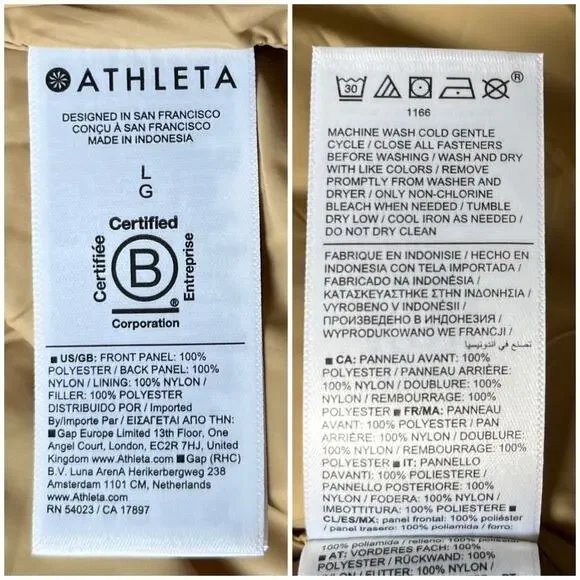 ATHLETA
DESIGNED IN SAN FRANCISCO
CONÇU À SAN FRANCISCO
MADE IN INDONESIA
L
G
Certified
Certifiée
B
Entreprise
®
Corporation
■ US/GB: FRONT PANEL: 100%
POLYESTER / BACK PANEL: 100%
NYLON / LINING: 100% NYLON /
FILLER: 100% POLYESTER
DISTRIBUIDO POR / Imported
By/Importe Par / ΕΙΣΑΓΕΤΑΙ ΑΠΟ ΤΗΝ:
■ Gap Europe Limited 13th Floor, One
Angel Court, London, EC2R 7HJ, United
Kingdom www.Athleta.com ■ Gap (RHC)
B.V. Luna ArenA Herikerbergweg 238
Amsterdam 1101 CM, Netherlands
www.Athleta.com
RN 54023 / CA 17897
30
®
1166
MACHINE WASH COLD GENTLE
CYCLE / CLOSE ALL FASTENERS
BEFORE WASHING / WASH AND DRY
WITH LIKE COLORS / REMOVE
PROMPTLY FROM WASHER AND
DRYER / ONLY NON-CHLORINE
BLEACH WHEN NEEDED / TUMBLE
DRY LOW / COOL IRON AS NEEDED /
DO NOT DRY CLEAN
FABRIQUE EN INDONISIE / HECHO EN
INDONESIA CON TELA IMPORTADA /
FABRICADO NA INDONÉSIA /
ΚΑΤΑΣΚΕΥΑΣΤΗΚΕ ΣΤΗΝ ΙΝΔΟΝΗΣΙΑ /
VYROBENO V INDONÉSII /
ПРОИЗВЕДЕНО В ИНДОНЕЗИИ /
WYPRODUKOWANO WE FRANCJI /
تصنع في اندونيسيا
■ CA: PANNEAU AVANT: 100%
POLYESTER / PANNEAU ARRIÈRE:
100% NYLON / DOUBLURE: 100%
NYLON / REMBOURRAGE: 100%
POLYESTER ■ FR/MA: PANNEAU
AVANT: 100% POLYESTER / PAN
ARRIÈRE: 100% NYLON / DOUBLURE:
100% NYLON / REMBOURRAGE: 100%
POLYESTER ■ IT: PANNELLO
DAVANTI: 100% POLIESTERE /
PANNELLO POSTERIORE: 100%
NYLON / FODERA: 100% NYLON /
IMBOTTITURA: 100% POLIESTERE ■
CL/ES/MX: panel frontal: 100% poliéster
/ panel trasero: 100% poliamida / forro:
100% poliamida / relleno: 100% poliéster
■ AT: VORDERES FACH: 100%
POLYESTER / RÜCKWAND: 100%
NYLON / FUTTER: 100% NYLON /